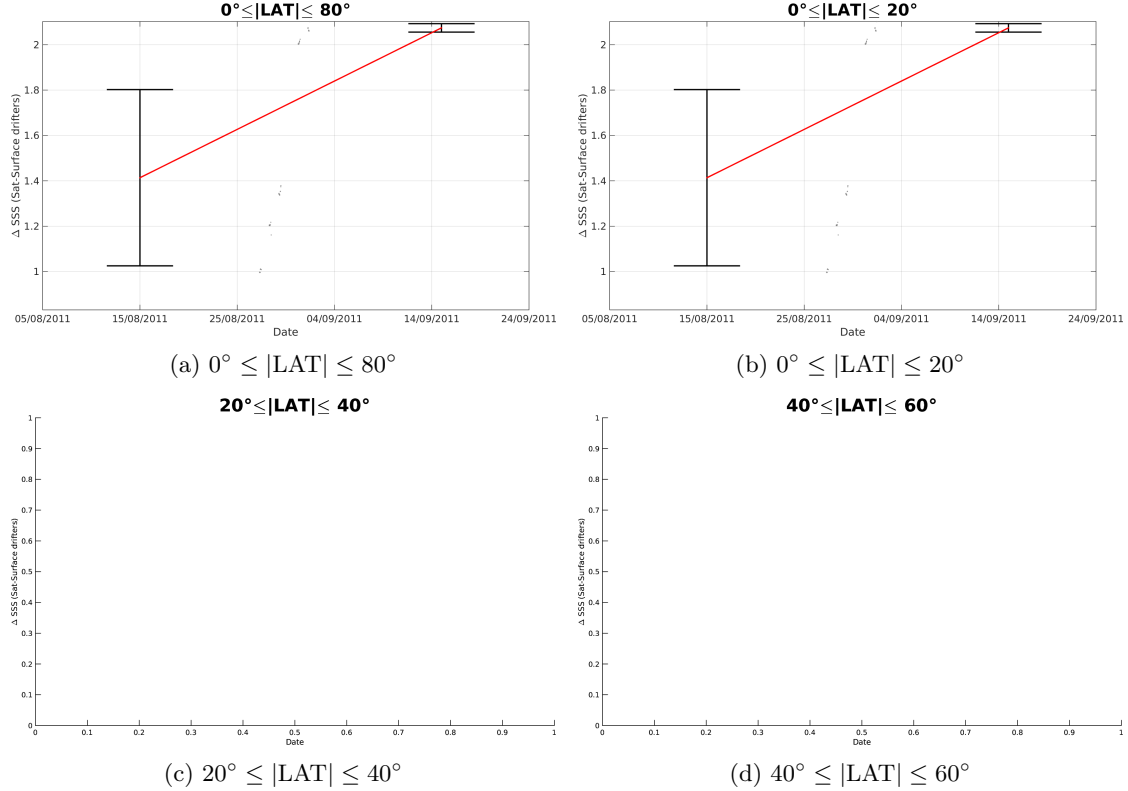 0°≤|LAT|≤ 80°
Δ SSS (Sat-Surface drifters)
2
1.8
1.6
1.4
1.2
1
05/08/2011 15/08/2011 25/08/2011 04/09/2011 14/09/2011 24/09/2011
Date
(a) 0° ≤ |LAT| ≤ 80°
0°≤|LAT|≤ 20°
Δ SSS (Sat-Surface drifters)
2
1.8
1.6
1.4
1.2
1
05/08/2011 15/08/2011 25/08/2011 04/09/2011 14/09/2011 24/09/2011
Date
(b) 0° ≤ |LAT| ≤ 20°
20°≤|LAT|≤ 40°
Δ SSS (Sat-Surface drifters)
1
0.9
0.8
0.7
0.6
0.5
0.4
0.3
0.2
0.1
0
0 0.1 0.2 0.3 0.4 0.5 0.6 0.7 0.8 0.9 1
Date
(c) 20° ≤ |LAT| ≤ 40°
40°≤|LAT|≤ 60°
Δ SSS (Sat-Surface drifters)
1
0.9
0.8
0.7
0.6
0.5
0.4
0.3
0.2
0.1
0
0 0.1 0.2 0.3 0.4 0.5 0.6 0.7 0.8 0.9 1
Date
(d) 40° ≤ |LAT| ≤ 60°